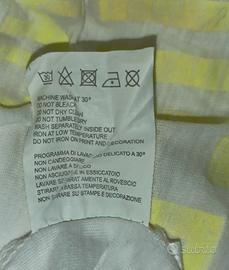 MACHINE WASH AT 30°
DO NOT BLEACH
DO NOT DRY CLEAN
DO NOT TUMBLEDRY
WASH SEPARATELY INSIDE OUT
IRON AT LOW TEMPERATURE
DO NOT IRON ON PRINT AND DECORATION
PROGRAMMA DI LAVAGGIO DELICATO A 30°
NON CANDEGGIARE
NON LAVARE A SECCO
NON ASCIUGARE IN ESSICCATOIO
LAVARE SEPARATAMENTE AL ROVESCIO
STIRARE A BASSA TEMPERATURA
NON STIRARE SU STAMPE E DECORAZIONE
subito